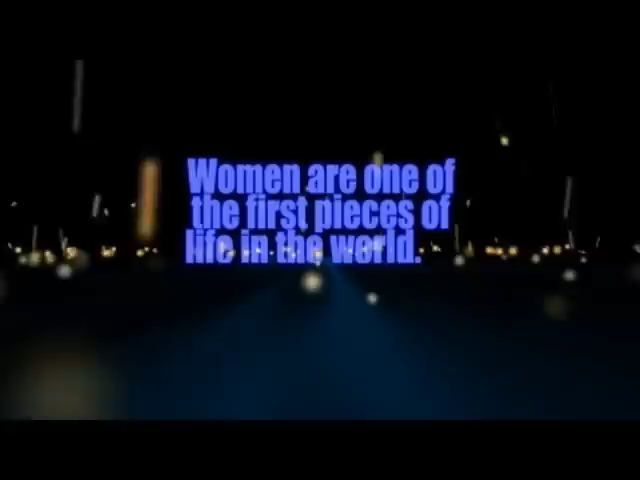 Women are one of
the first pieces of
life in the world.